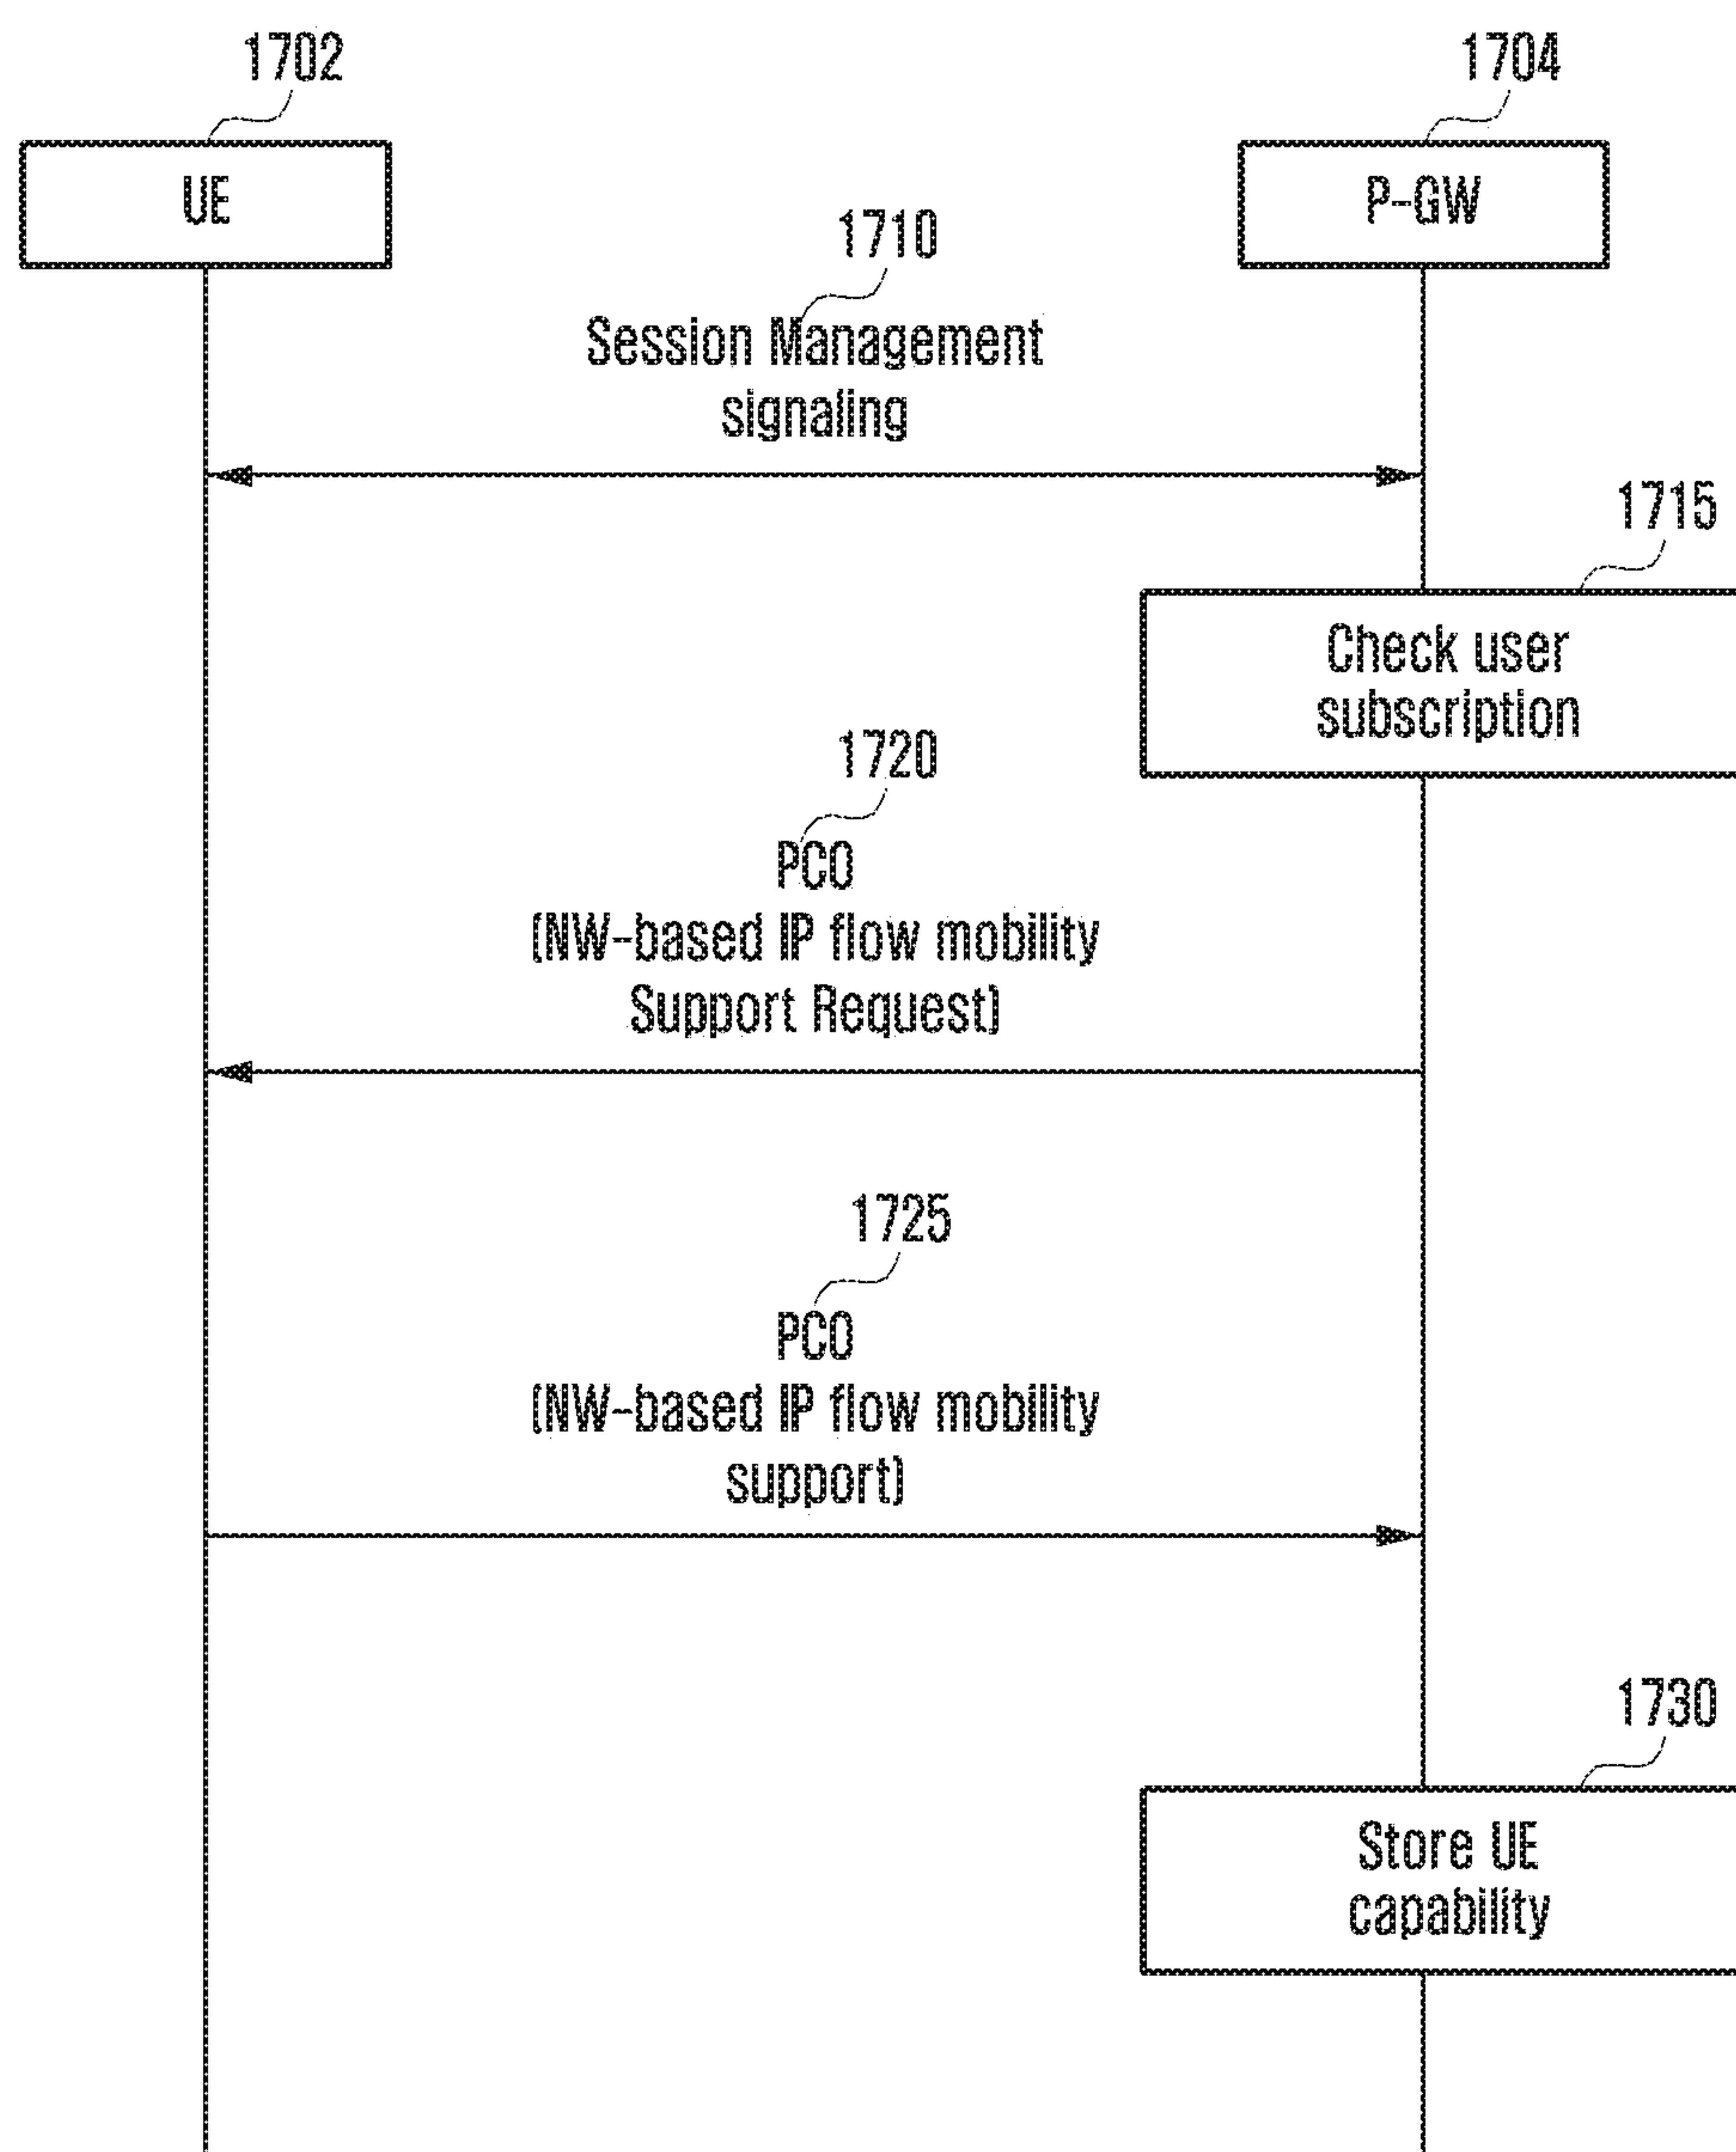 1702
1704
UE
P-GW
1710
Session Management
signaling
1715
Check user
subscription
1720
PCO
(NW-based IP flow mobility
Support Request)
1725
PCO
(NW-based IP flow mobility
support)
1730
Store UE
capability